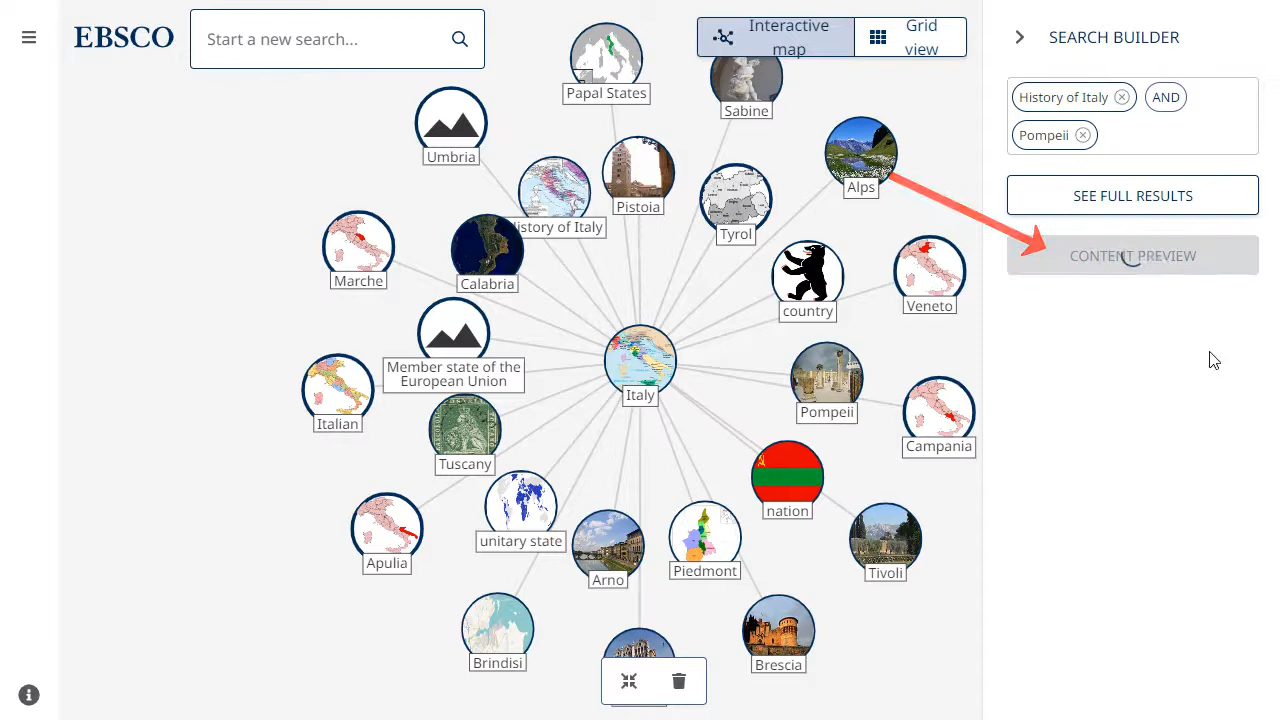 EBSCO
Start a new search...
Interactive
map
Grid
view
SEARCH BUILDER
History of Italy
AND
Pompeii
SEE FULL RESULTS
CONTENT PREVIEW
Papal States
Sabine
Umbria
Alps
Pistoia
istory of Italy
Tyrol
Marche
Calabria
country
Veneto
Member state of the
European Union
Italy
Italian
Pompeii
Campania
Tuscany
nation
unitary state
Apulia
Arno
Piedmont
Tivoli
Brindisi
Brescia